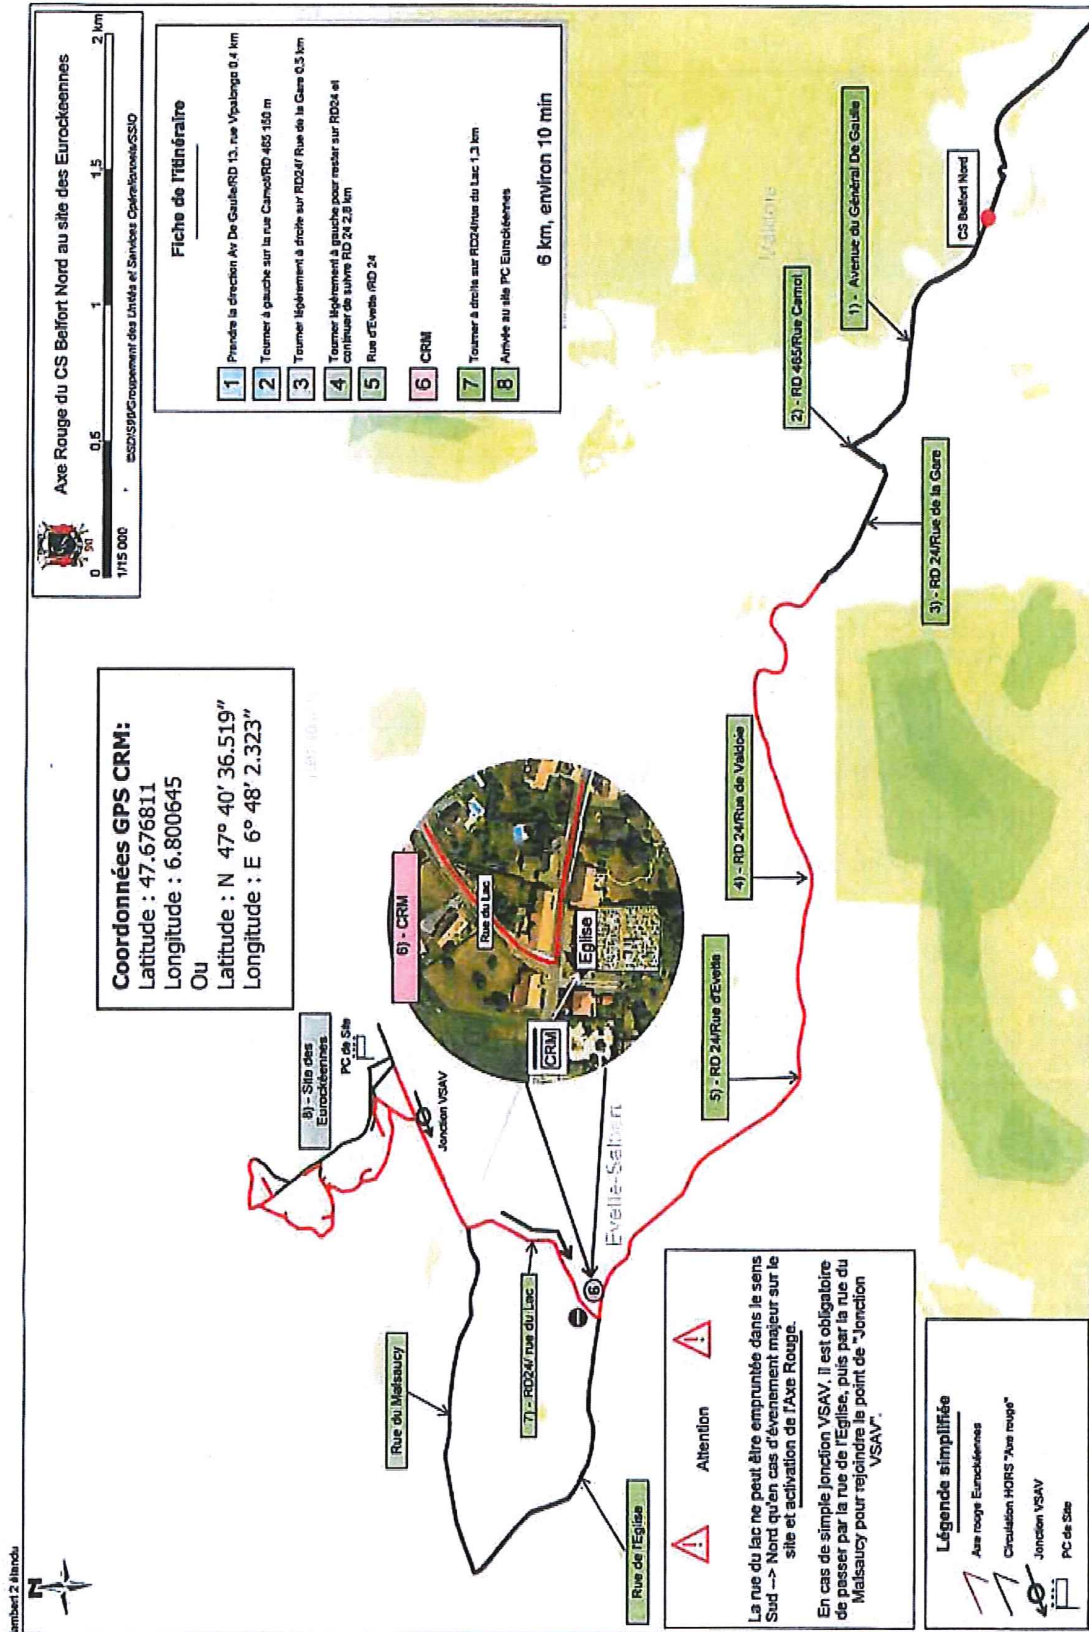 Axe Rouge du CS Belfort Nord au site des Eurockeennes
0 0,5 1 1,5 2 km
1/15 000
©SDIS90/Groupement des Unités et Services Opérationnels/SSIO
Fiche de l'itinéraire
1 Prendre la direction Av De Gaulle/RD 13, rue Vipalongo 0,4 km
2 Tourner à gauche sur la rue Carnot/RD 465 150 m
3 Tourner légèrement à droite sur RD24/ Rue de la Gare 0,5 km
4 Tourner légèrement à gauche pour rester sur RD24 et
continuer de suivre RD 24 2,8 km
5 Rue d'Evette /RD 24
6 CRM
7 Tourner à droite sur RD24/rue du Lac 1,3 km
8 Arrivée au site PC Eurockéennes
6 km, environ 10 min
Coordonnées GPS CRM:
Latitude : 47.676811
Longitude : 6.800645
Ou
Latitude : N 47° 40' 36.519"
Longitude : E 6° 48' 2.323"
8) - Site des
Eurockéennes
PC de Site
Jonction VSAV
6) - CRM
Rue du Lac
Eglise
CRM
Evette-Salbert
Valdoie
Rue du Malsaucy
7) - RD24/ rue du Lac
6
Rue de l'Eglise
5) - RD 24/Rue d'Evette
4) - RD 24/Rue de Valdoie
3) - RD 24/Rue de la Gare
2) - RD 465/Rue Carnot
1) - Avenue du Général De Gaulle
CS Belfort Nord
Attention
La rue du lac ne peut être empruntée dans le sens
Sud --> Nord qu'en cas d'évenement majeur sur le
site et activation de l'Axe Rouge.
En cas de simple jonction VSAV, il est obligatoire
de passer par la rue de l'Eglise, puis par la rue du
Malsaucy pour rejoindre le point de "Jonction
VSAV".
Légende simplifiée
Axe rouge Eurockéennes
Circulation HORS "Axe rouge"
Jonction VSAV
PC de Site
N